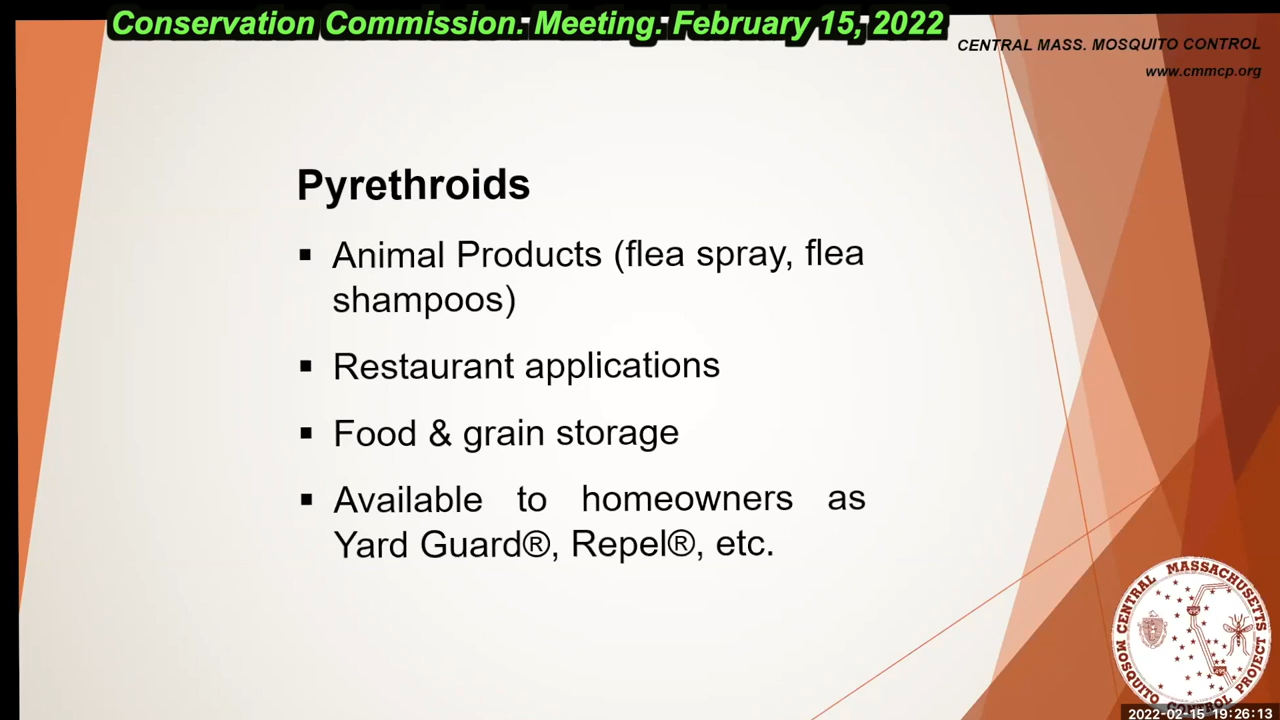 Conservation Commission. Meeting. February 15, 2022
CENTRAL MASS. MOSQUITO CONTROL
www.cmmcp.org
Pyrethroids
▪ Animal Products (flea spray, flea
shampoos)
▪ Restaurant applications
▪ Food & grain storage
▪ Available to homeowners as
Yard Guard®, Repel®, etc.
CENTRAL MASSACHUSETTS
MOSQUITO CONTROL PROJECT
495
2022-02-15 19:26:13